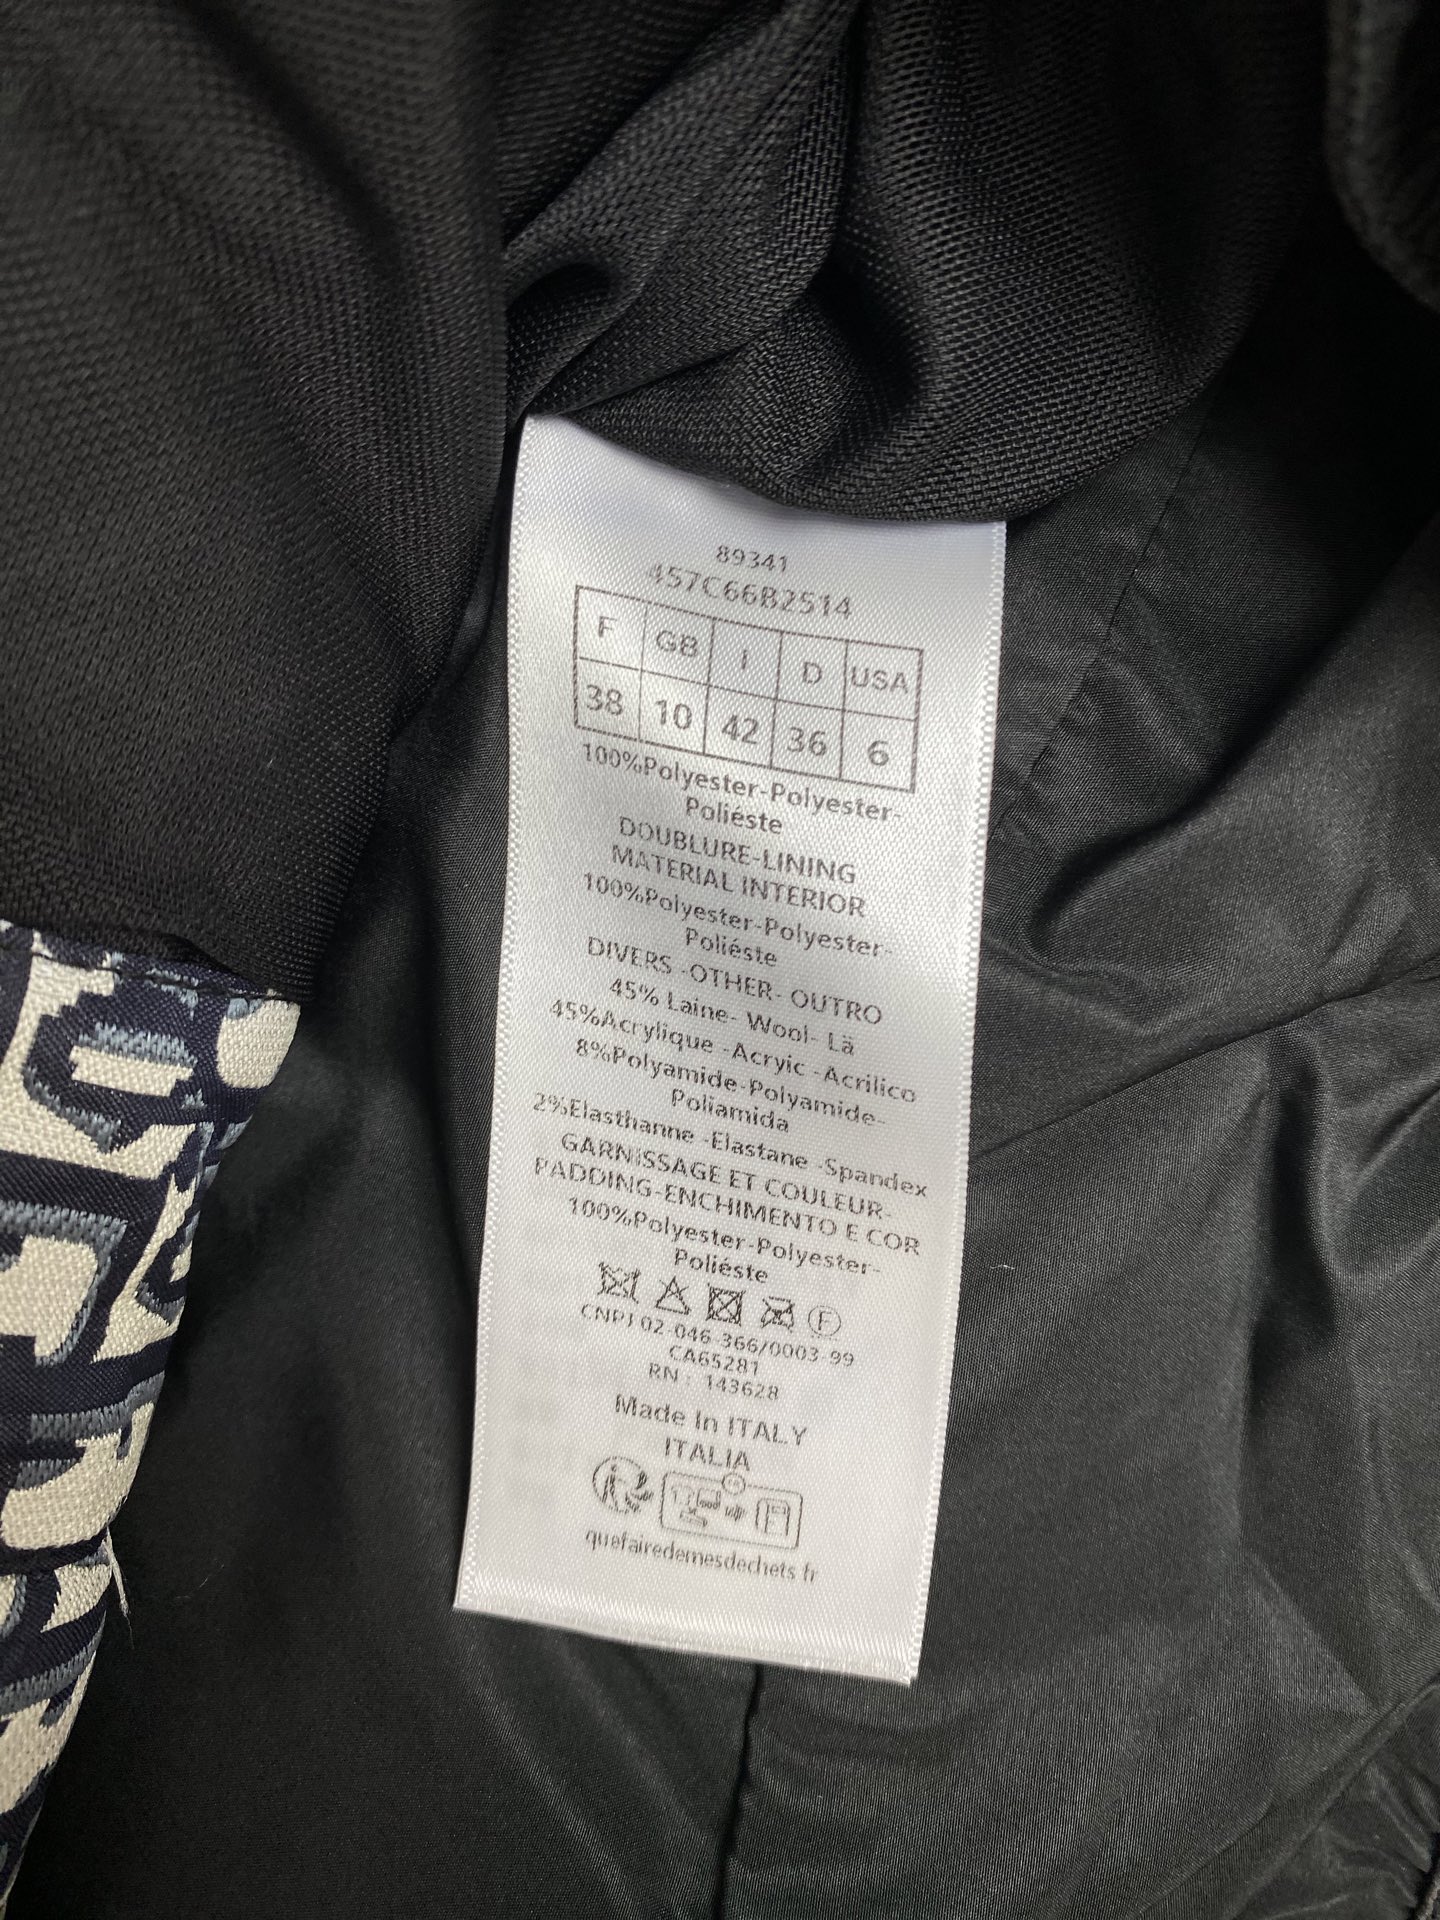 89341
457C66B2514
F GB I D USA
38 10 42 36 6
100%Polyester-Polyester-
Poliéste
DOUBLURE-LINING
MATERIAL INTERIOR
100%Polyester-Polyester-
Poliéste
DIVERS -OTHER- OUTRO
45% Laine- Wool- Lä
45%Acrylique -Acryic -Acrilico
8%Polyamide-Polyamide-
Poliamida
2%Elasthanne -Elastane -Spandex
GARNISSAGE ET COULEUR-
PADDING-ENCHIMENTO E COR
100%Polyester-Polyester-
Poliéste
F
CNPJ 02-046-366/0003-99
CA65281
RN : 143628
Made In ITALY
ITALIA
quefairedemesdechets fr